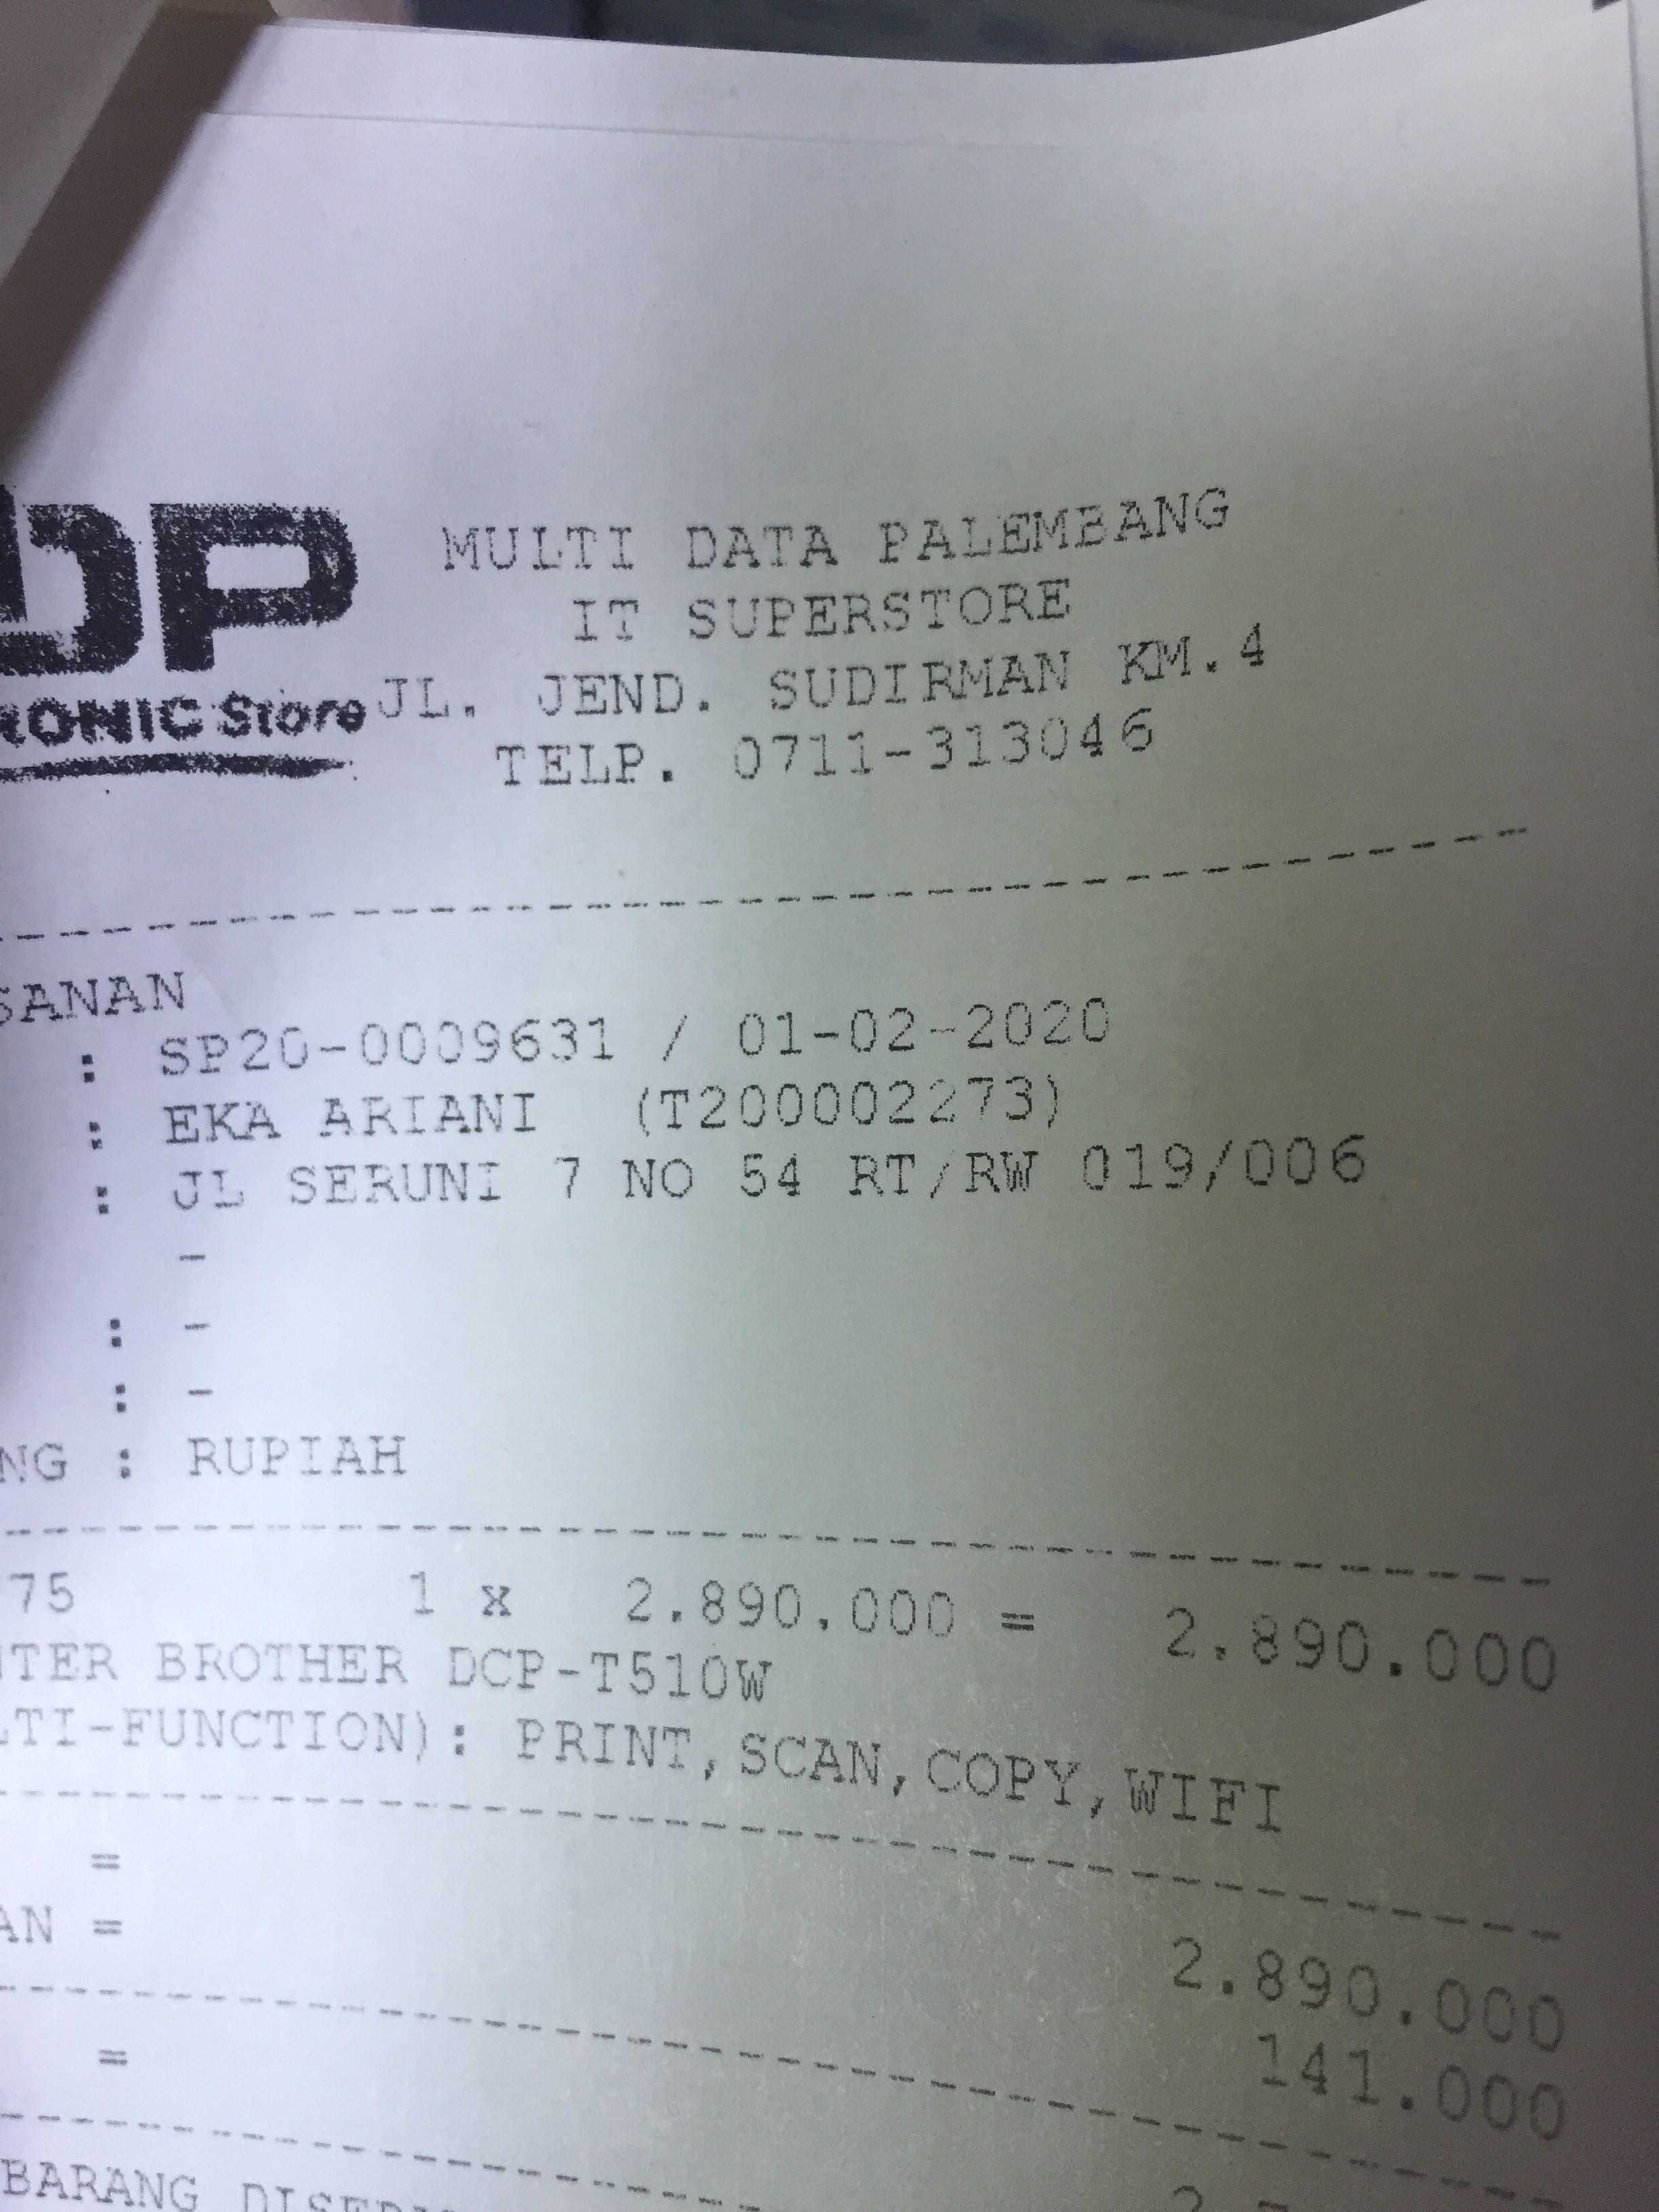 DP
MULTI DATA PALEMBANG
IT SUPERSTORE
RONIC Store
JL. JEND. SUDIRMAN KM.4
TELP. 0711-313046
SANAN
: SP20-0009631 / 01-02-2020
: EKA ARIANI (T200002273)
: JL SERUNI 7 NO 54 RT/RW 019/006
-
: -
: -
NG : RUPIAH
75 1 x 2.890.000 = 2.890.000
TER BROTHER DCP-T510W
LTI-FUNCTION): PRINT,SCAN,COPY,WIFI
= 2.890.000
AN = 141.000
=
BARANG